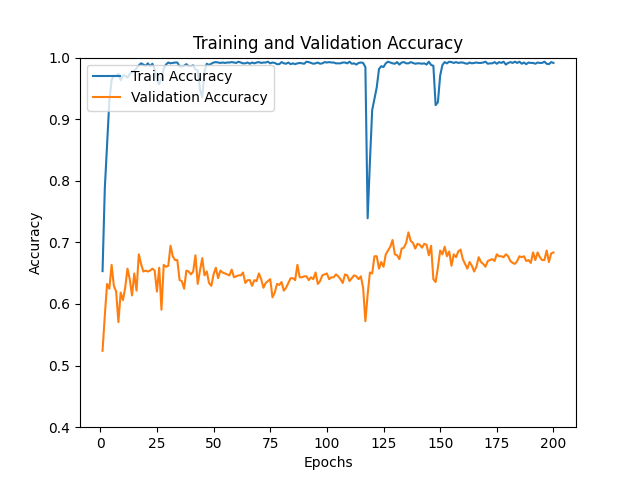 Training and Validation Accuracy
Train Accuracy
Validation Accuracy
Accuracy
1.0
0.9
0.8
0.7
0.6
0.5
0.4
0 25 50 75 100 125 150 175 200
Epochs